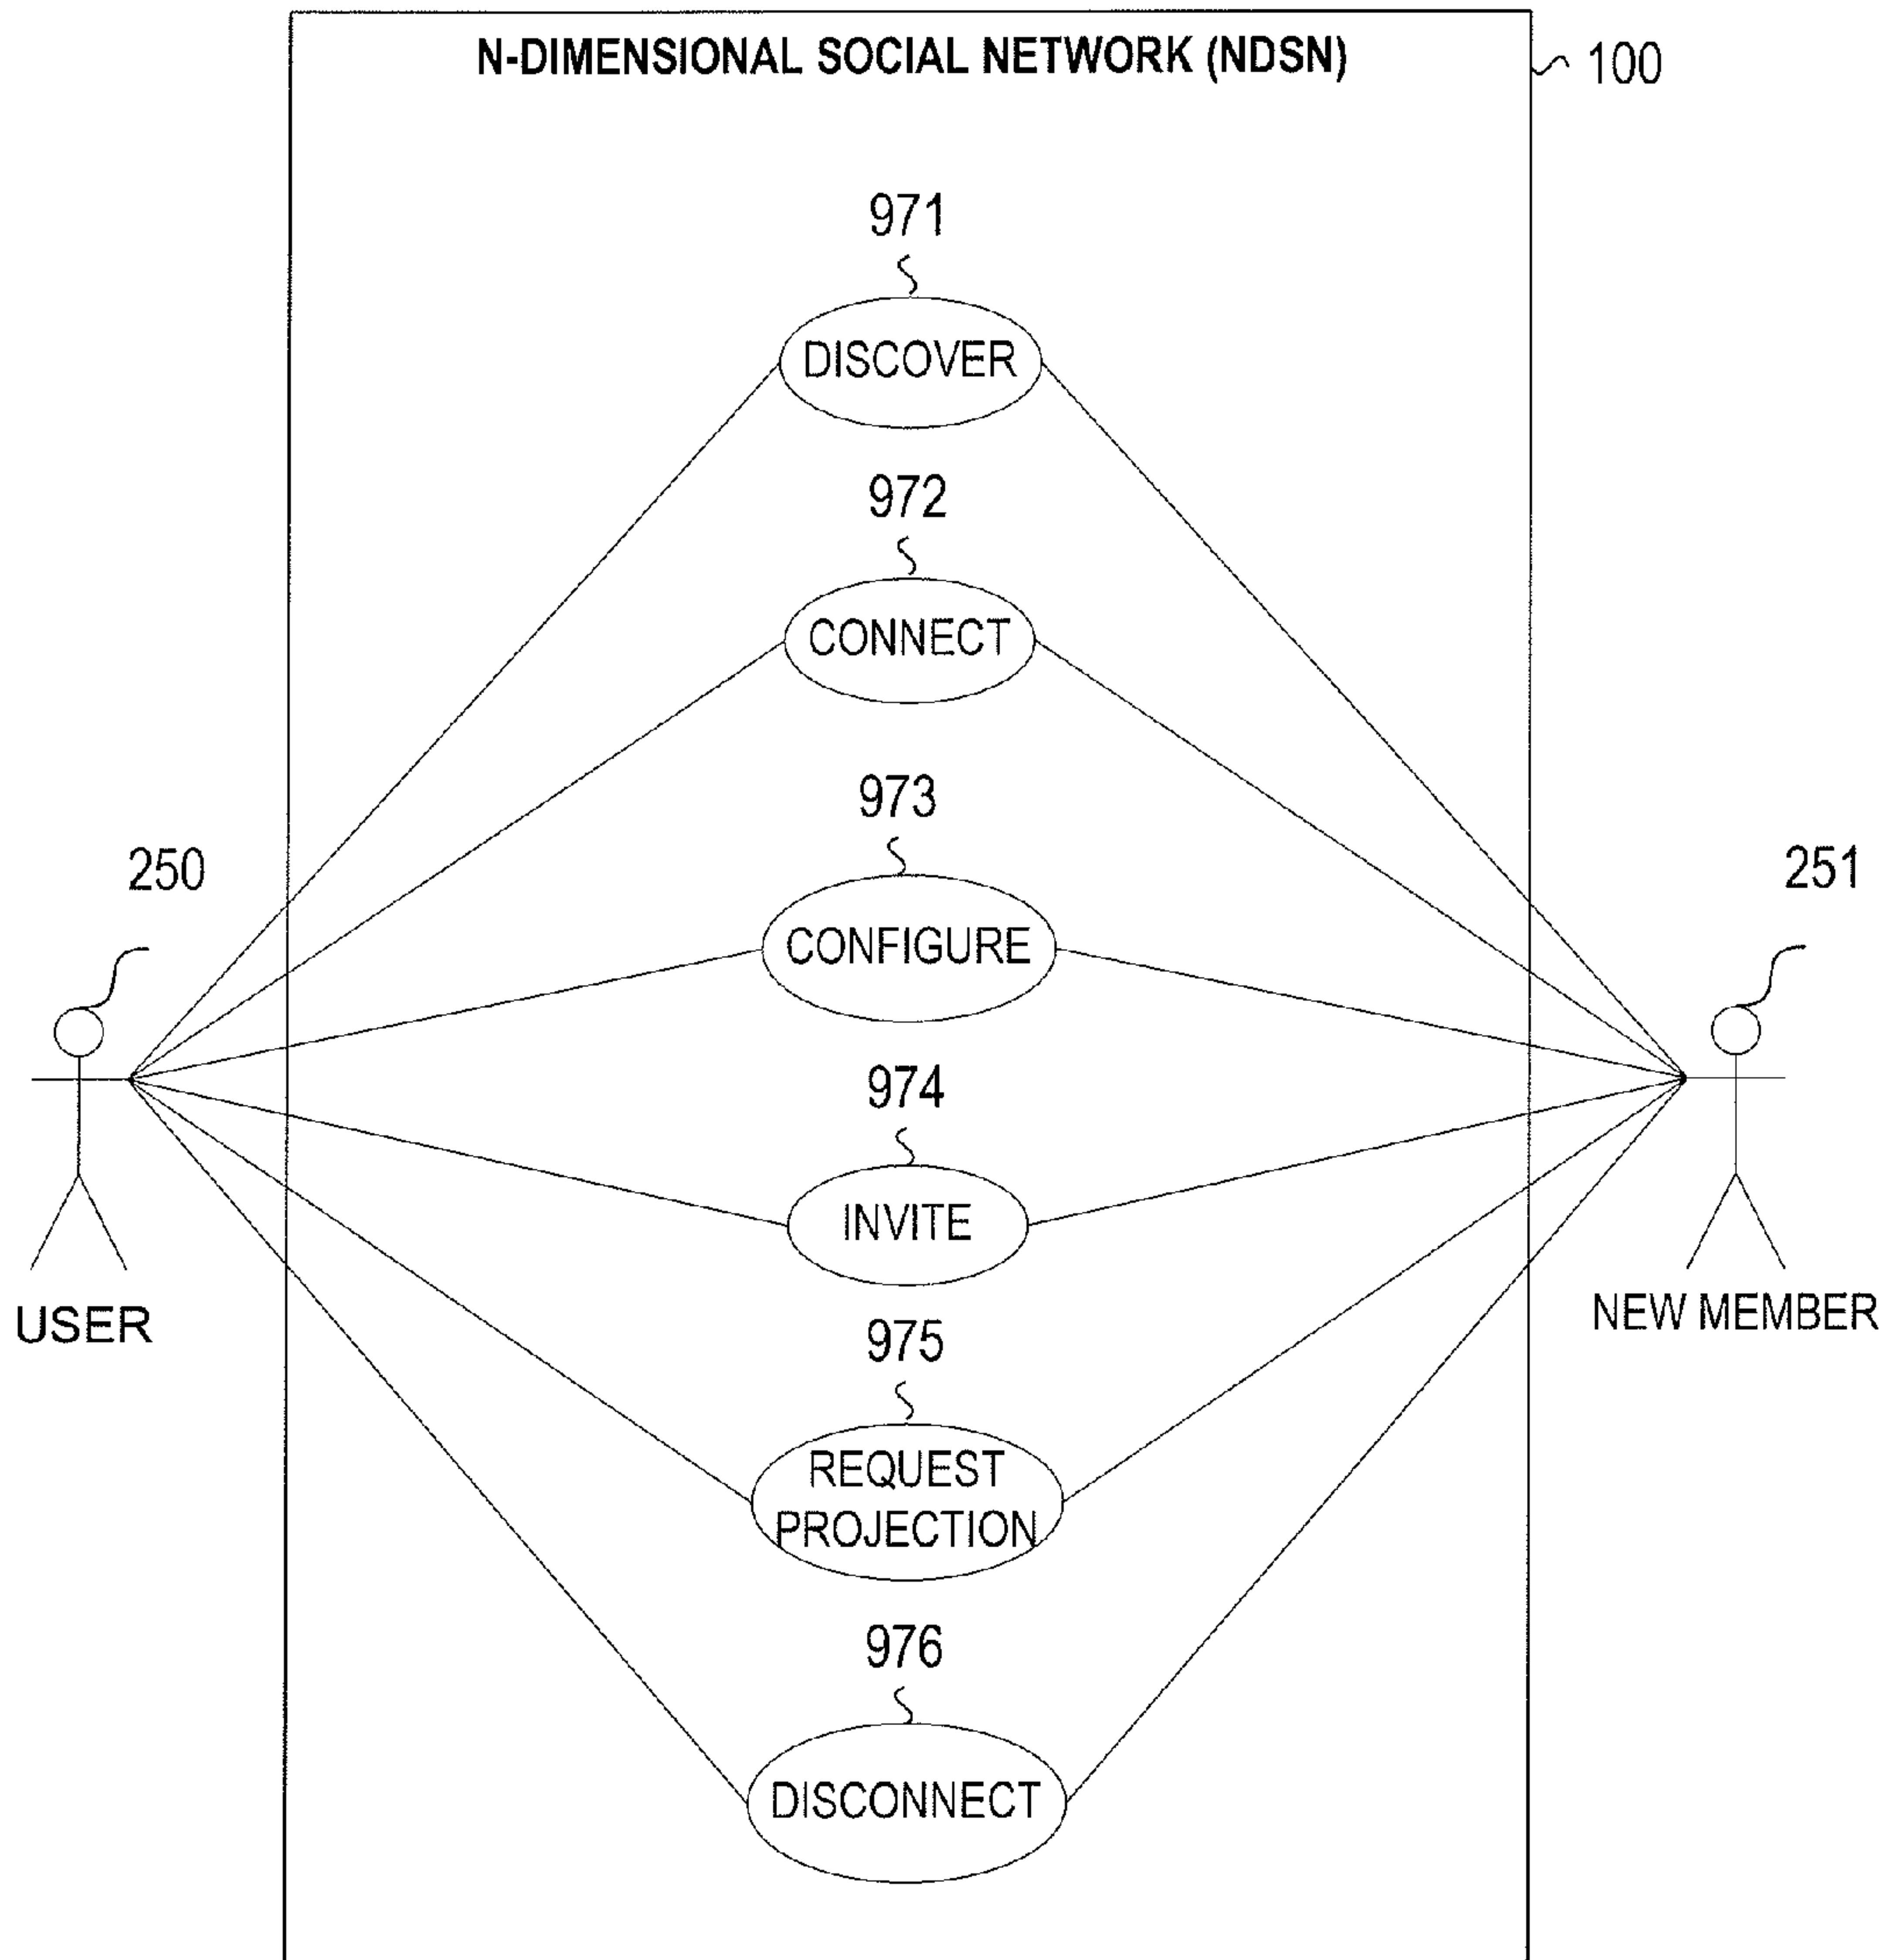 N-DIMENSIONAL SOCIAL NETWORK (NDSN)
100
971
DISCOVER
972
CONNECT
973
CONFIGURE
250
251
974
INVITE
USER
NEW MEMBER
975
REQUEST
PROJECTION
976
DISCONNECT